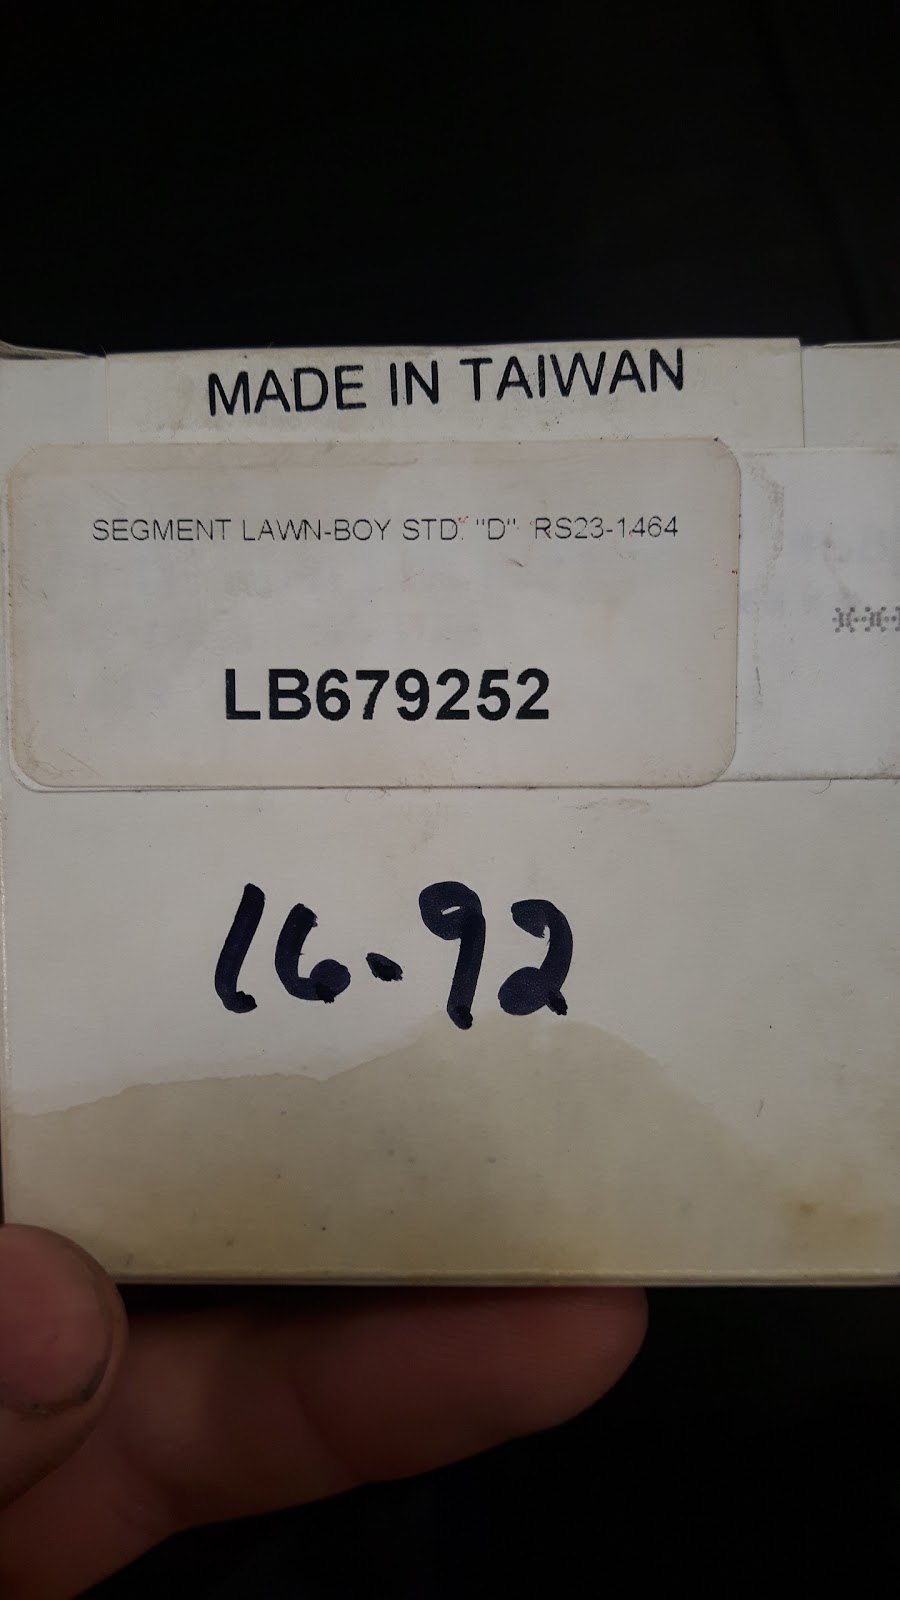 MADE IN TAIWAN
SEGMENT LAWN-BOY STD. "D" RS23-1464
LB679252
16.92